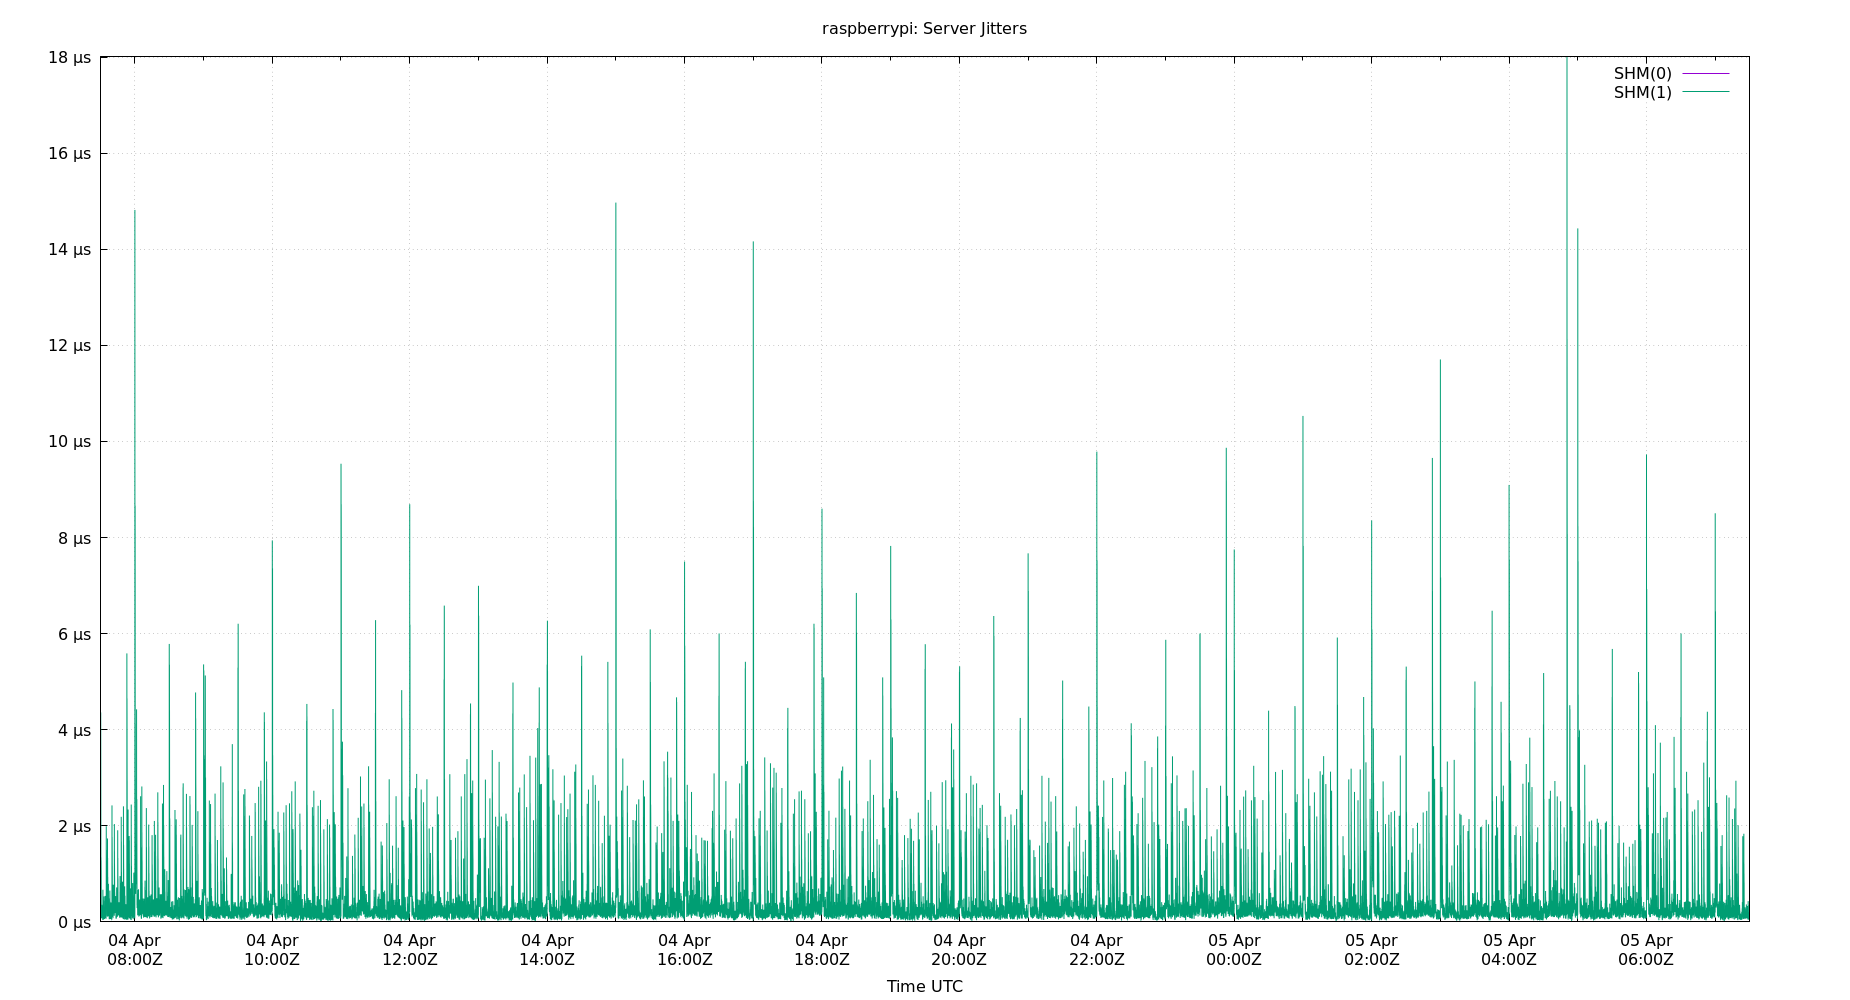 raspberrypi: Server Jitters
18 µs
16 µs
14 µs
12 µs
10 µs
8 µs
6 µs
4 µs
2 µs
0 µs
SHM(0)
SHM(1)
04 Apr 04 Apr 04 Apr 04 Apr 04 Apr 04 Apr 04 Apr 04 Apr 05 Apr 05 Apr 05 Apr 05 Apr
08:00Z 10:00Z 12:00Z 14:00Z 16:00Z 18:00Z 20:00Z 22:00Z 00:00Z 02:00Z 04:00Z 06:00Z
Time UTC